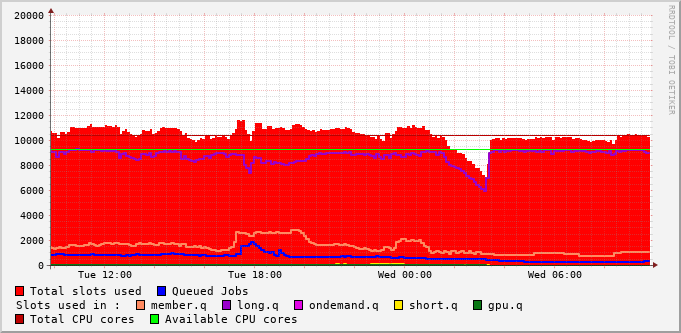 20000
18000
16000
14000
12000
10000
8000
6000
4000
2000
0
Tue 12:00 Tue 18:00 Wed 00:00 Wed 06:00
RRDTOOL / TOBI OETIKER
Total slots used Queued Jobs
Slots used in : member.q long.q ondemand.q short.q gpu.q
Total CPU cores Available CPU cores